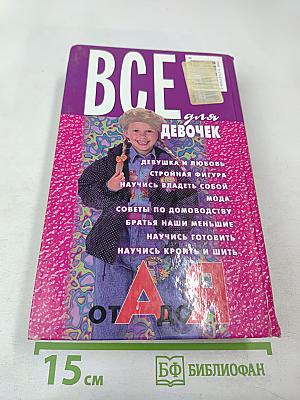 ВСЕ
для
ДЕВОЧЕК
ДЕВУШКА И ЛЮБОВЬ
СТРОЙНАЯ ФИГУРА
НАУЧИСЬ ВЛАДЕТЬ СОБОЙ
МОДА
СОВЕТЫ ПО ДОМОВОДСТВУ
БРАТЬЯ НАШИ МЕНЬШИЕ
НАУЧИСЬ ГОТОВИТЬ
НАУЧИСЬ КРОИТЬ И ШИТЬ
ОТ А ДО Я
15 см
БФ БИБЛИОФАН